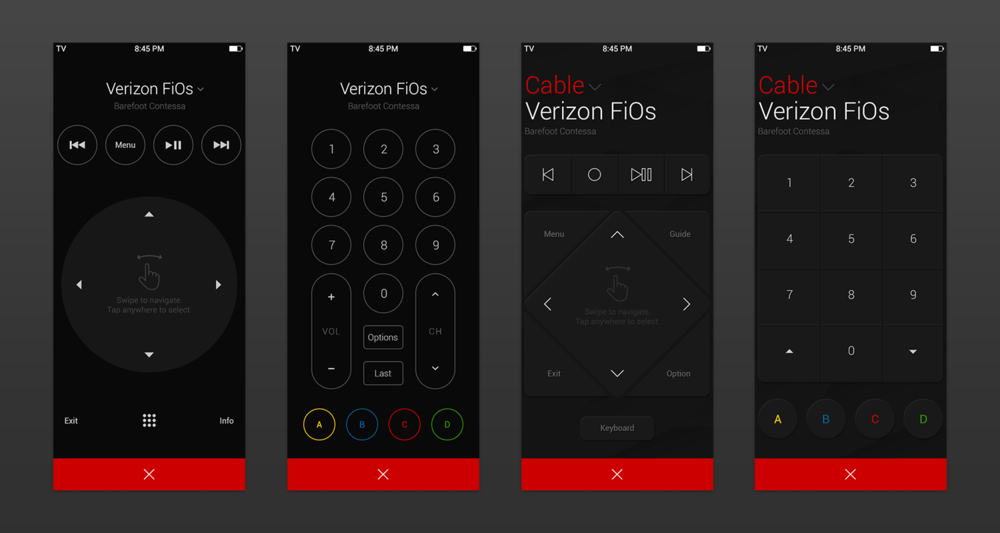 TV 8:45 PM
Verizon FiOs
Barefoot Contessa
Menu
Swipe to navigate.
Tap anywhere to select.
Exit Info
TV 8:45 PM
Verizon FiOs
Barefoot Contessa
1 2 3
4 5 6
7 8 9
+ 0
VOL Options CH
− Last
A B C D
TV 8:45 PM
Cable
Verizon FiOs
Barefoot Contessa
Menu Guide
Swipe to navigate.
Tap anywhere to select.
Exit Option
Keyboard
TV 8:45 PM
Cable
Verizon FiOs
Barefoot Contessa
1 2 3
4 5 6
7 8 9
0
A B C D